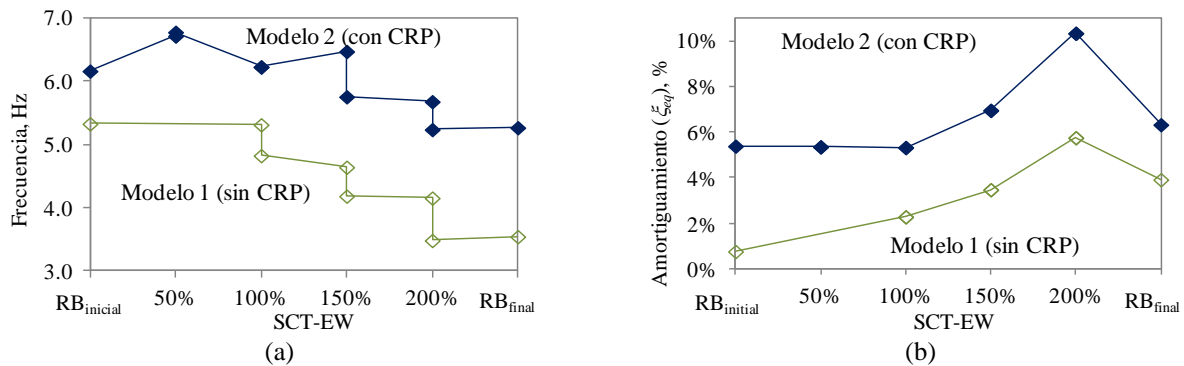 7.0
6.0
5.0
4.0
3.0
Frecuencia, Hz
Modelo 2 (con CRP)
Modelo 1 (sin CRP)
RBinicial
50%
100%
150%
200%
RBfinal
SCT-EW
(a)
10%
8%
6%
4%
2%
0%
Amortiguamiento (ξeq), %
Modelo 2 (con CRP)
Modelo 1 (sin CRP)
RBinitial
50%
100%
150%
200%
RBfinal
SCT-EW
(b)